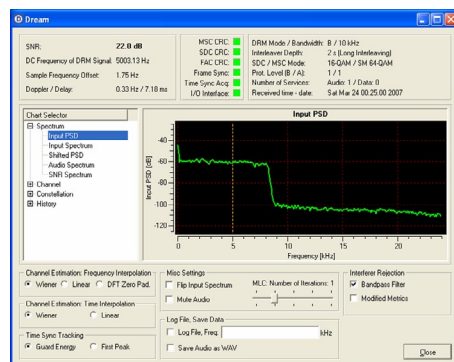 Dream
SNR: 22.0 dB
DC Frequency of DRM Signal: 5003.13 Hz
Sample Frequency Offset: 1.75 Hz
Doppler / Delay: 0.33 Hz / 7.18 ms
MSC CRC:
SDC CRC:
FAC CRC:
Frame Sync:
Time Sync Acq:
I/O Interface:
DRM Mode / Bandwidth: B / 10 kHz
Interleaver Depth: 2 s (Long Interleaving)
SDC / MSC Mode: 16-QAM / SM 64-QAM
Prot. Level (B / A): 1 / 1
Number of Services: Audio: 1 / Data: 0
Received time - date: Sat Mar 24 00:25:00 2007
Chart Selector
Spectrum
Input PSD
Input Spectrum
Shifted PSD
Audio Spectrum
SNR Spectrum
Channel
Constellation
History
Input PSD
Input PSD [dB]
-40
-60
-80
-100
-120
0 5 10 15 20
Frequency [kHz]
Channel Estimation: Frequency Interpolation
Wiener Linear DFT Zero Pad.
Channel Estimation: Time Interpolation
Wiener Linear
Time Sync Tracking
Guard Energy First Peak
Misc Settings
Flip Input Spectrum
Mute Audio
MLC: Number of Iterations: 1
Log File, Save Data
Log File, Freq: kHz
Save Audio as WAV
Interferer Rejection
Bandpass Filter
Modified Metrics
Close